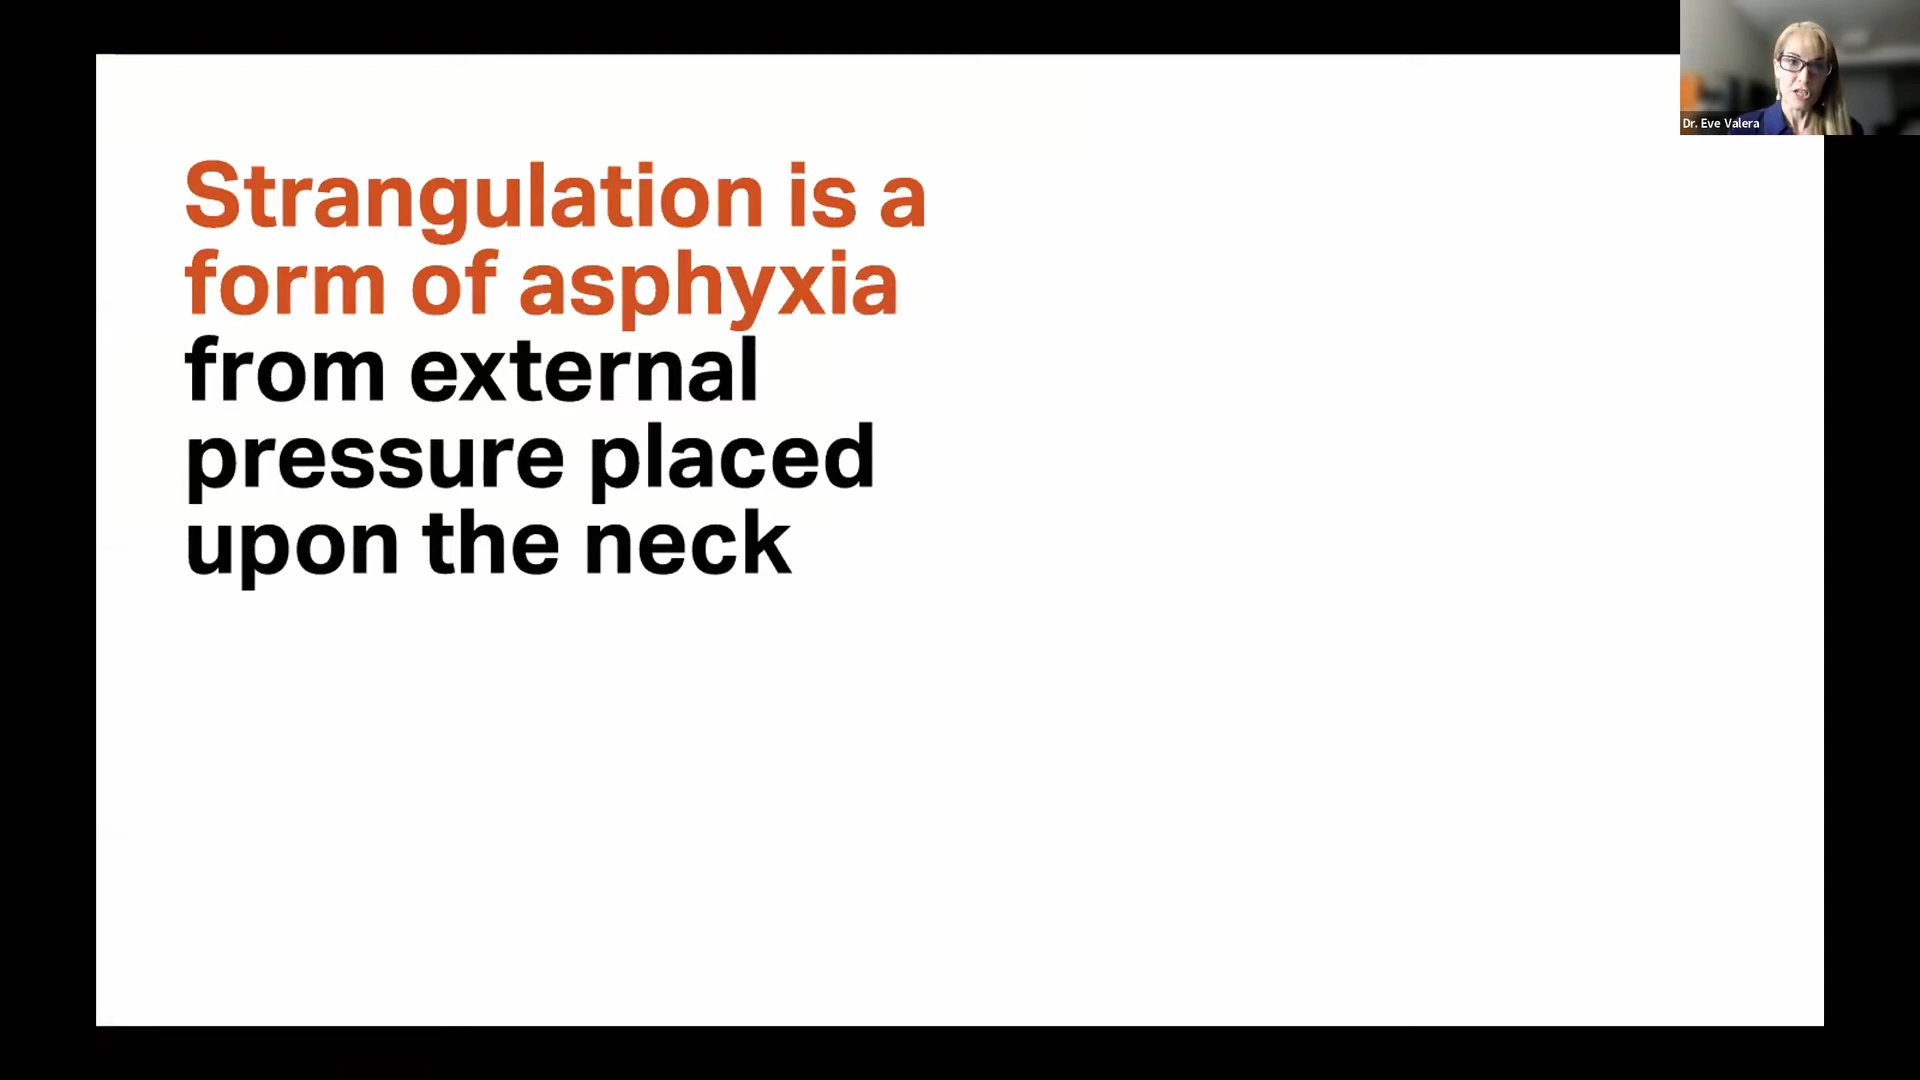 Strangulation is a
form of asphyxia
from external
pressure placed
upon the neck
Dr. Eve Valera